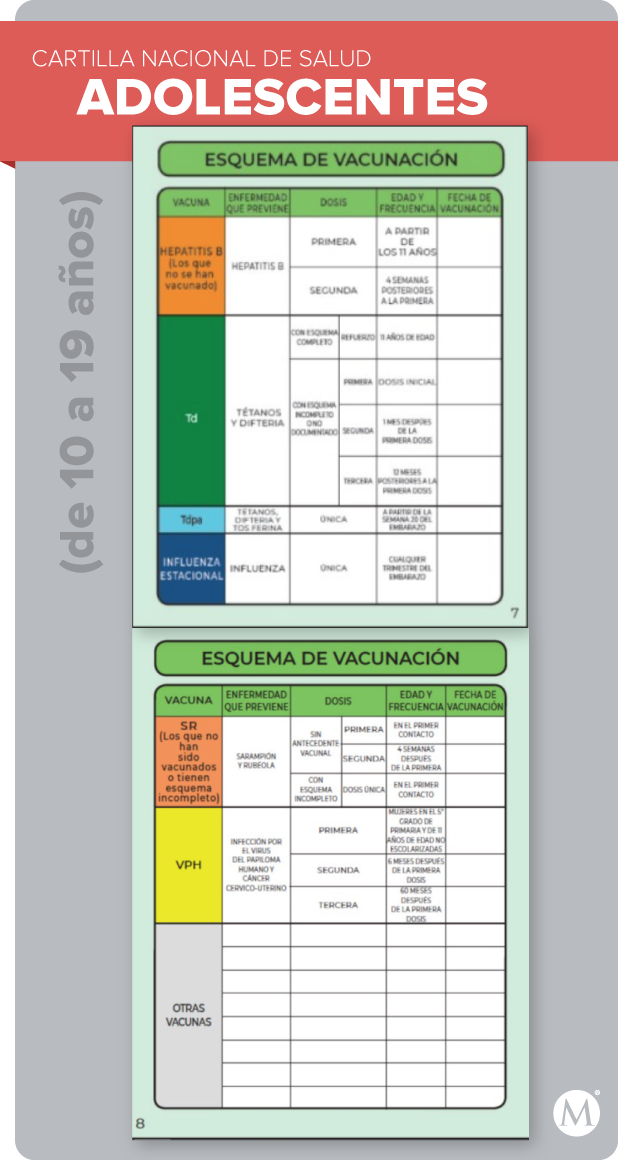 CARTILLA NACIONAL DE SALUD
ADOLESCENTES
(de 10 a 19 años)
ESQUEMA DE VACUNACIÓN
VACUNA
ENFERMEDAD
QUE PREVIENE
DOSIS
EDAD Y
FRECUENCIA
FECHA DE
VACUNACIÓN
HEPATITIS B
(Los que
no se han
vacunado)
HEPATITIS B
PRIMERA
A PARTIR
DE
LOS 11 AÑOS
SEGUNDA
4 SEMANAS
POSTERIORES
A LA PRIMERA
Td
TÉTANOS
Y DIFTERIA
CON ESQUEMA
COMPLETO
REFUERZO
11 AÑOS DE EDAD
CON ESQUEMA
INCOMPLETO
O NO
DOCUMENTADO
PRIMERA
DOSIS INICIAL
SEGUNDA
1 MES DESPÚES
DE LA
PRIMERA DOSIS
TERCERA
12 MESES
POSTERIORES A LA
PRIMERA DOSIS
Tdpa
TÉTANOS,
DIFTERIA Y
TOS FERINA
ÚNICA
A PARTIR DE LA
SEMANA 20 DEL
EMBARAZO
INFLUENZA
ESTACIONAL
INFLUENZA
ÚNICA
CUALQUIER
TRIMESTRE DEL
EMBARAZO
7
ESQUEMA DE VACUNACIÓN
VACUNA
ENFERMEDAD
QUE PREVIENE
DOSIS
EDAD Y
FRECUENCIA
FECHA DE
VACUNACIÓN
SR
(Los que no
han
sido
vacunados
o tienen
esquema
incompleto)
SARAMPIÓN
Y RUBÉOLA
SIN
ANTECEDENTE
VACUNAL
PRIMERA
EN EL PRIMER
CONTACTO
SEGUNDA
4 SEMANAS
DESPUÉS
DE LA PRIMERA
CON
ESQUEMA
INCOMPLETO
DOSIS ÚNICA
EN EL PRIMER
CONTACTO
VPH
INFECCIÓN POR
EL VIRUS
DEL PAPILOMA
HUMANO Y
CÁNCER
CERVICO-UTERINO
PRIMERA
MUJERES EN EL 5°
GRADO DE
PRIMARIA Y DE 11
AÑOS DE EDAD NO
ESCOLARIZADAS
SEGUNDA
6 MESES DESPUÉS
DE LA PRIMERA
DOSIS
TERCERA
60 MESES
DESPUÉS
DE LA PRIMERA
DOSIS
OTRAS
VACUNAS
8
M